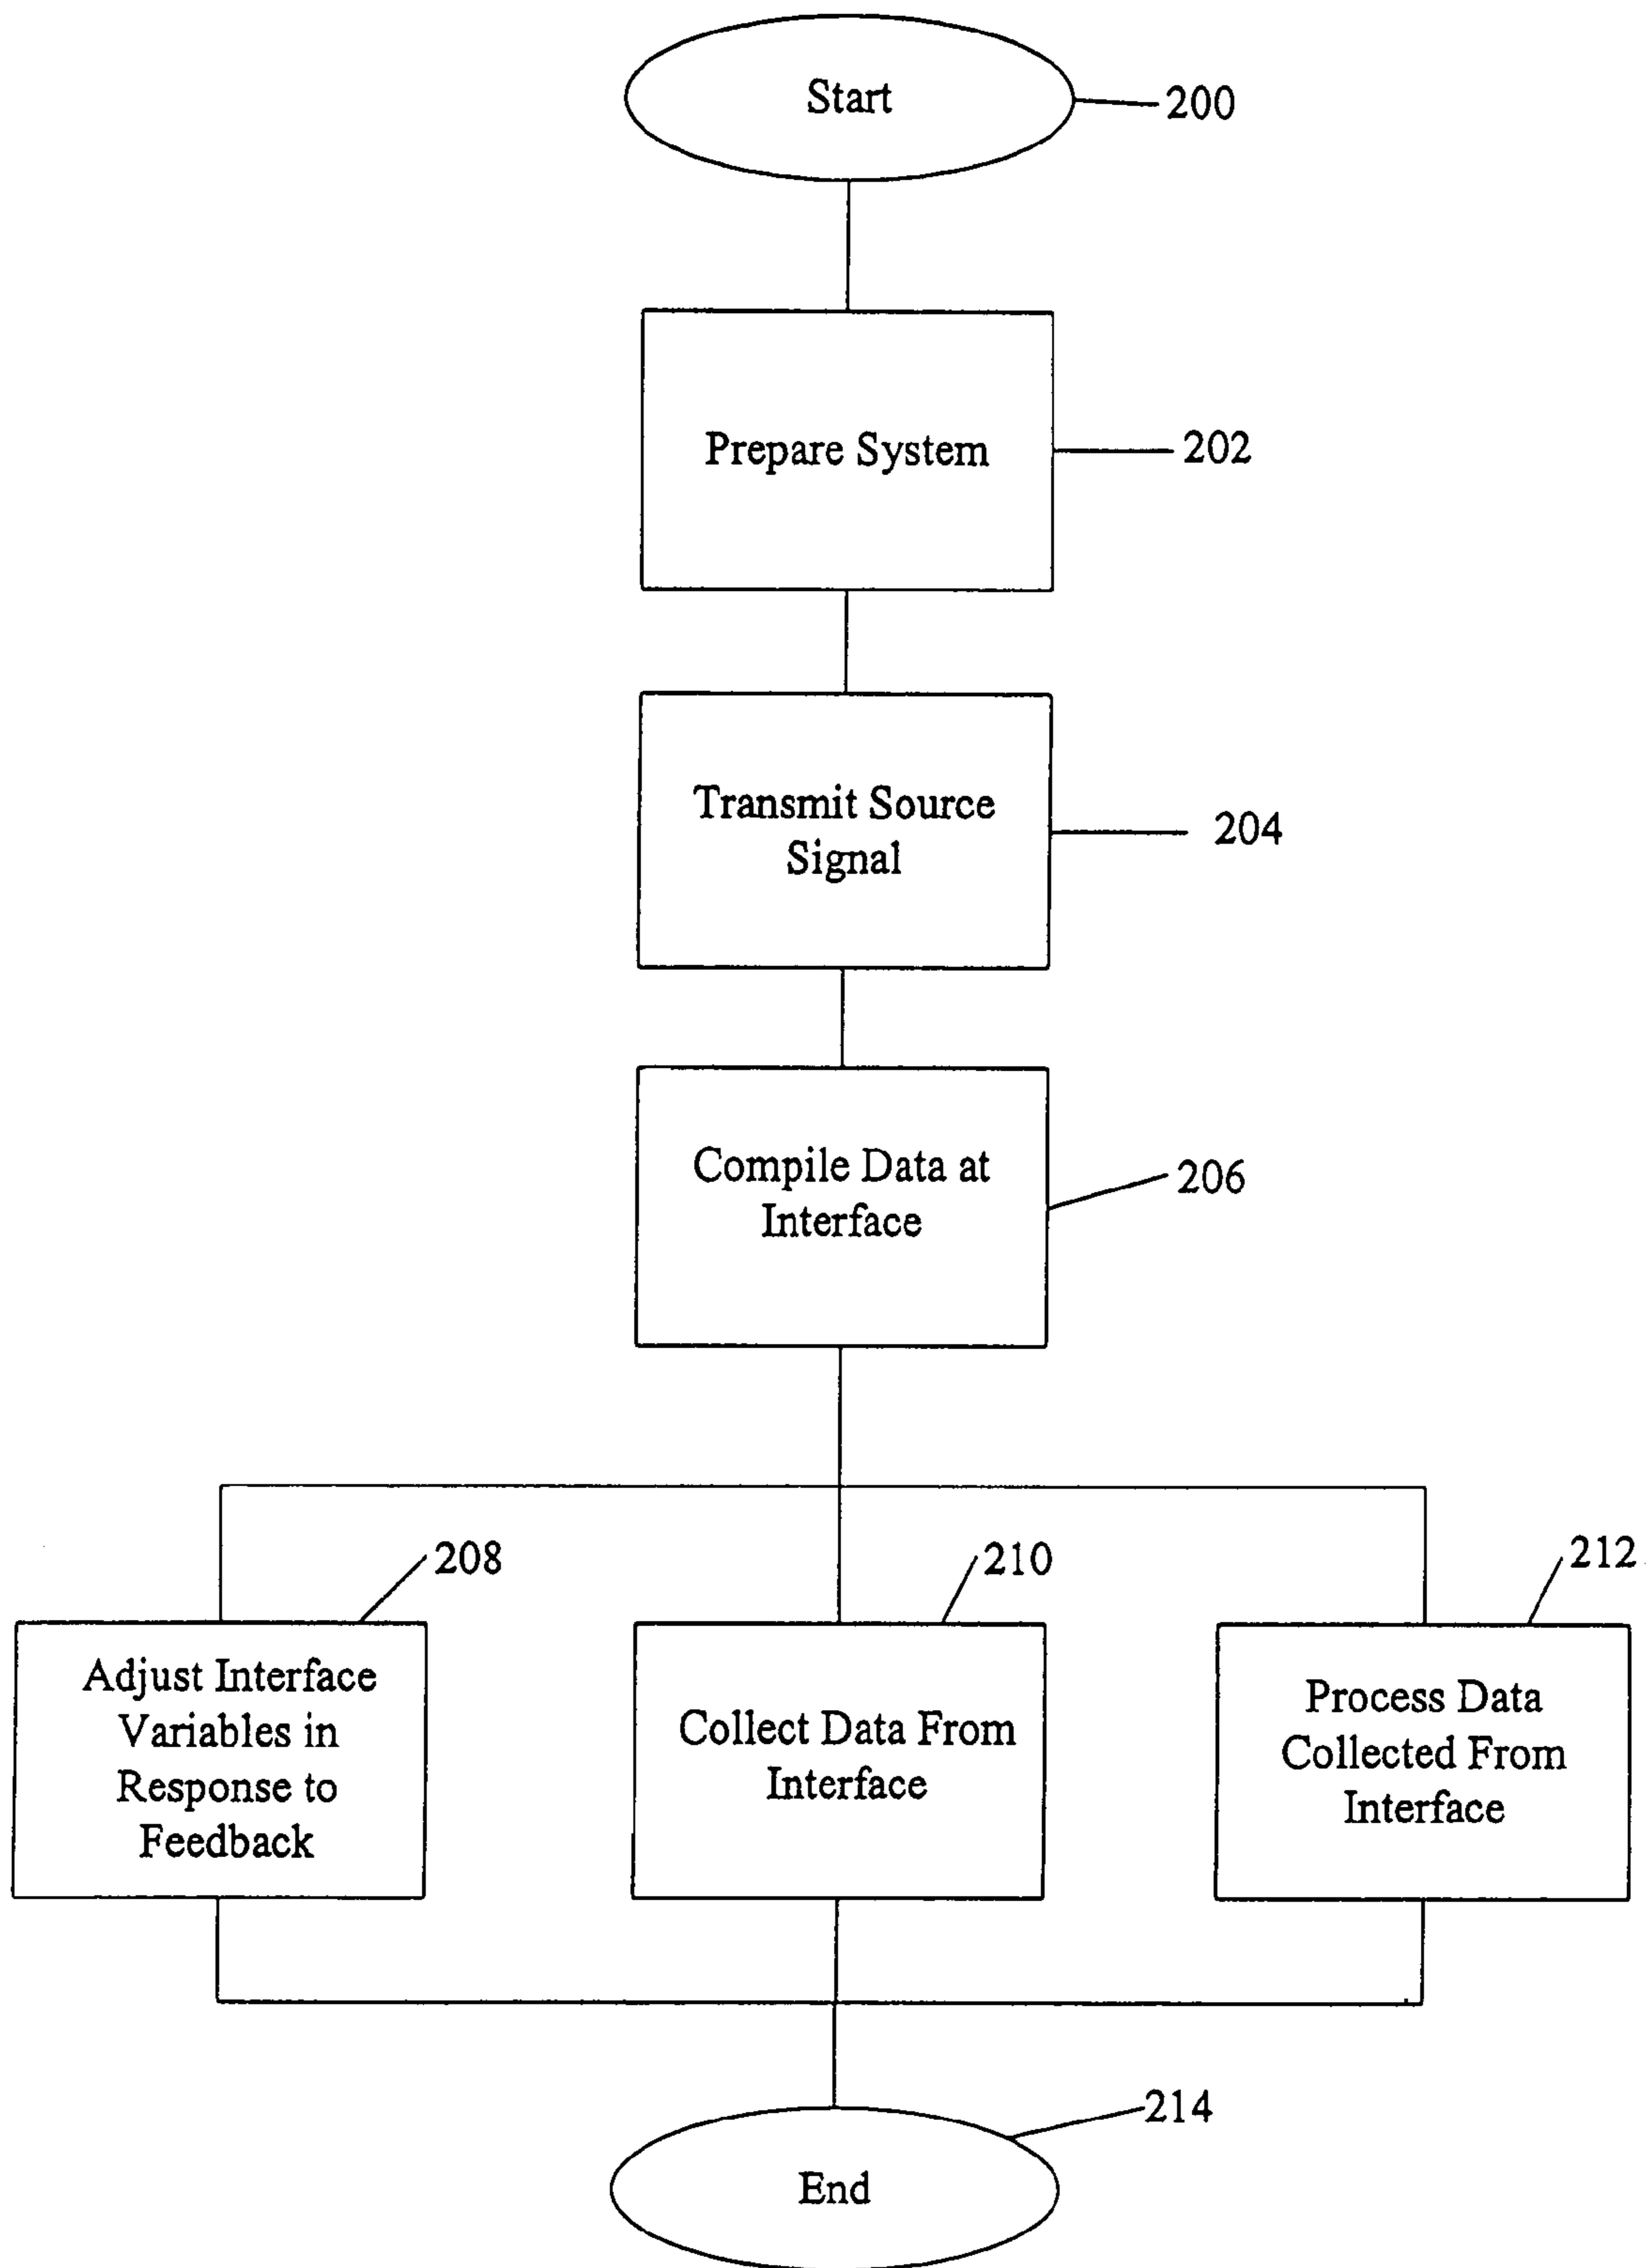 Start
200
Prepare System
202
Transmit Source
Signal
204
Compile Data at
Interface
206
208
Adjust Interface
Variables in
Response to
Feedback
210
Collect Data From
Interface
212
Process Data
Collected From
Interface
214
End